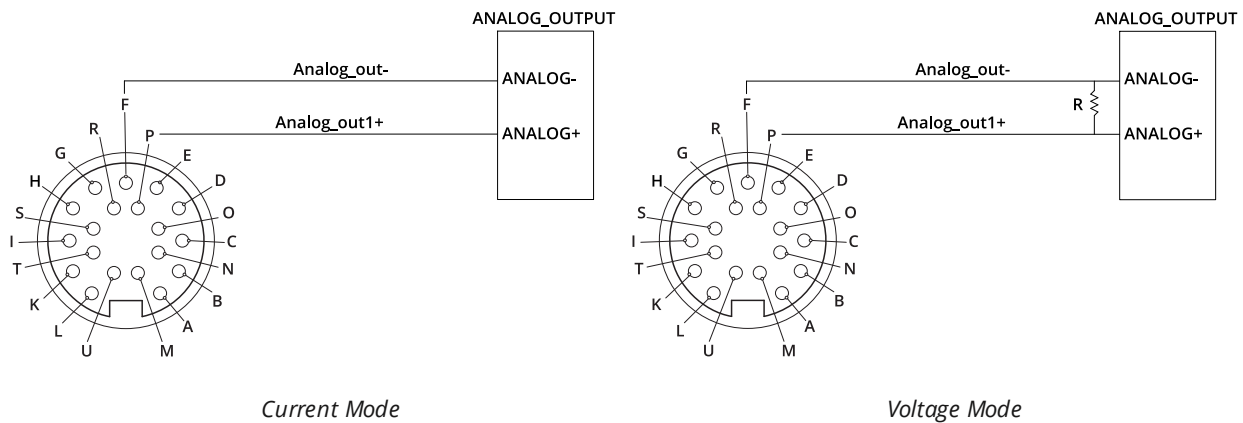 ANALOG_OUTPUT
Analog_out-
ANALOG-
F
Analog_out1+
ANALOG+
R
P
G
E
H
D
S
O
I
C
T
N
K
B
L
A
U
M
Current Mode
ANALOG_OUTPUT
Analog_out-
ANALOG-
R
F
Analog_out1+
ANALOG+
R
P
G
E
H
D
S
O
I
C
T
N
K
B
L
A
U
M
Voltage Mode